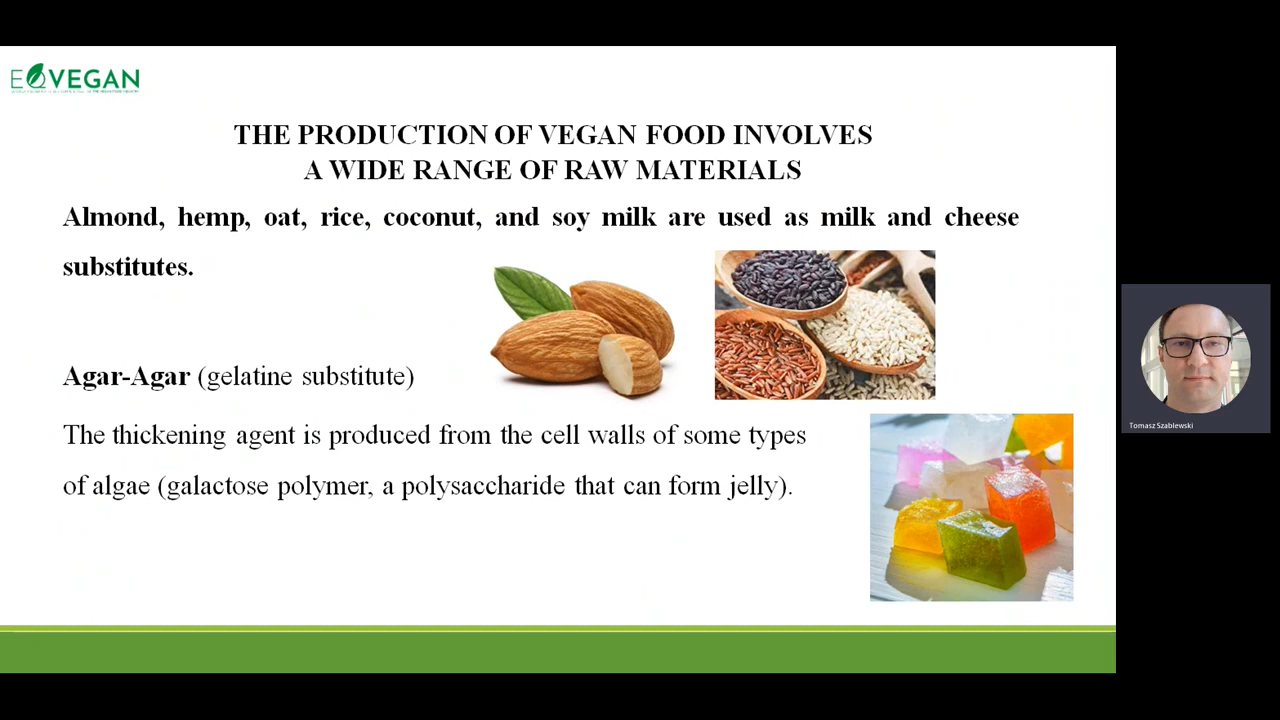 EQVEGAN
THE PRODUCTION OF VEGAN FOOD INVOLVES
A WIDE RANGE OF RAW MATERIALS
Almond, hemp, oat, rice, coconut, and soy milk are used as milk and cheese
substitutes.
Agar-Agar (gelatine substitute)
The thickening agent is produced from the cell walls of some types
of algae (galactose polymer, a polysaccharide that can form jelly).
Tomasz Szablewski